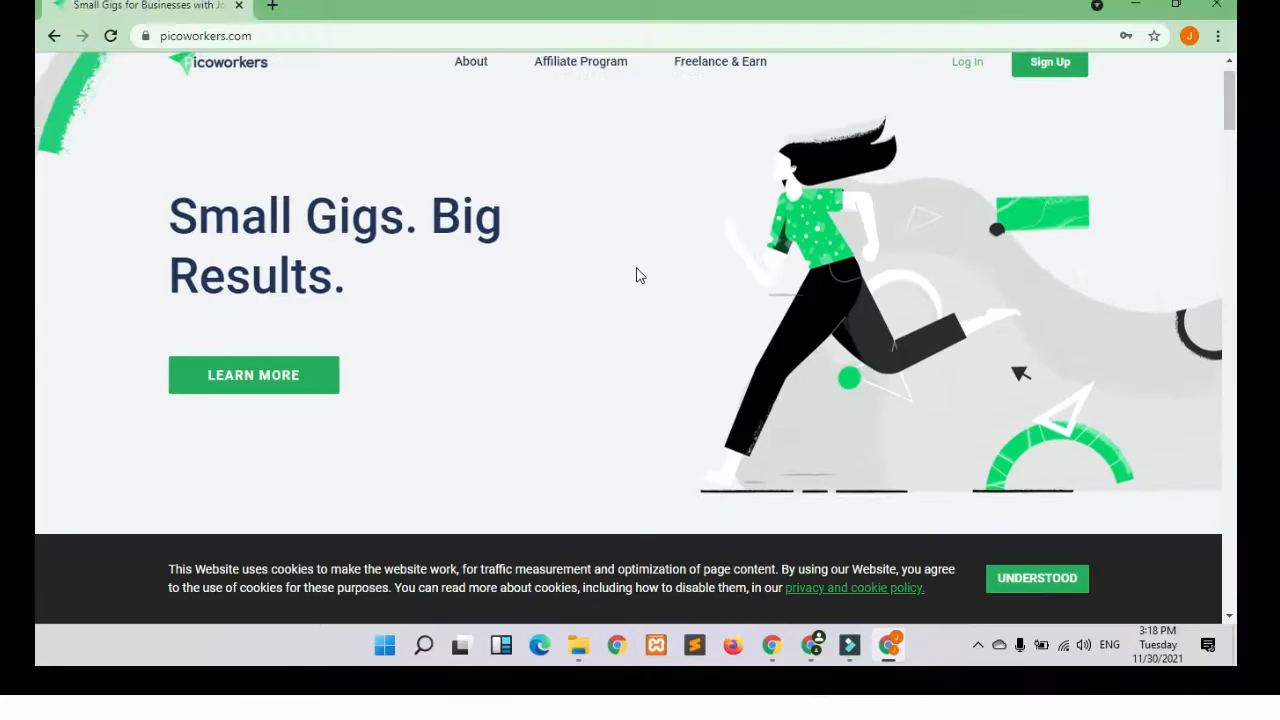 Small Gigs for Businesses with Jo
picoworkers.com
J
picoworkers
About
Affiliate Program
Freelance & Earn
Log In
Sign Up
Small Gigs. Big
Results.
LEARN MORE
This Website uses cookies to make the website work, for traffic measurement and optimization of page content. By using our Website, you agree
to the use of cookies for these purposes. You can read more about cookies, including how to disable them, in our privacy and cookie policy.
UNDERSTOOD
ENG
3:18 PM
Tuesday
11/30/2021